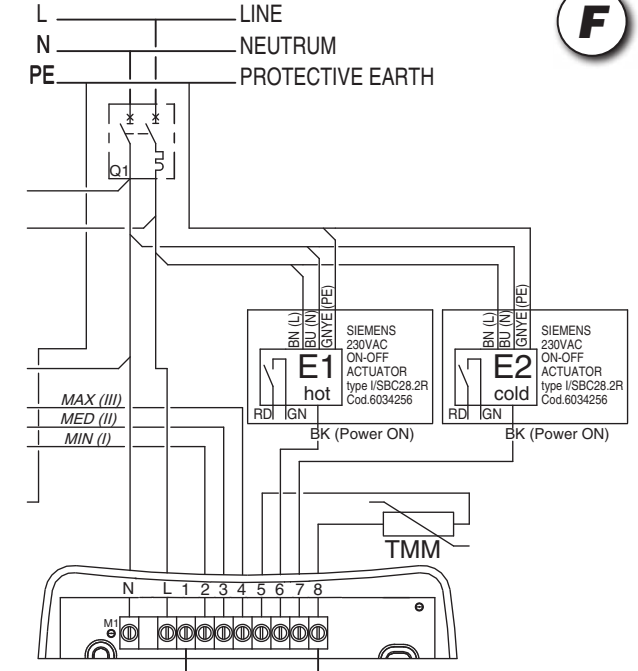 L LINE
F
N NEUTRUM
PE PROTECTIVE EARTH
Q1
BN (L)
BU (N)
GNYE (PE)
SIEMENS
230VAC
ON-OFF
ACTUATOR
type I/SBC28.2R
Cod.6034256
E1
hot
RD GN
BK (Power ON)
BN (L)
BU (N)
GNYE (PE)
SIEMENS
230VAC
ON-OFF
ACTUATOR
type I/SBC28.2R
Cod.6034256
E2
cold
RD GN
BK (Power ON)
MAX (III)
MED (II)
MIN (I)
TMM
N L 1 2 3 4 5 6 7 8
M1